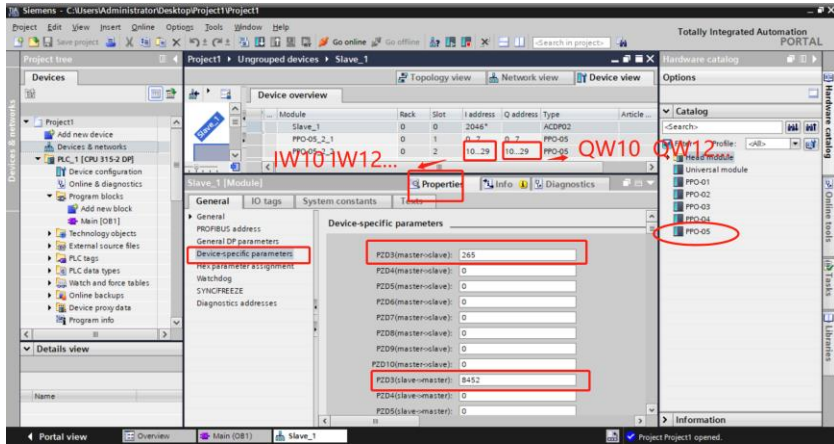 Siemens - C:\Users\Administrator\Desktop\Project1\Project1
Project Edit View Insert Online Options Tools Window Help
Totally Integrated Automation
PORTAL
Save project Go online Go offline <Search in project>
Project tree
Project1 ▸ Ungrouped devices ▸ Slave_1
Hardware catalog
Devices
Topology view Network view Device view
Options
Device overview
Module Rack Slot I address Q address Type Article ...
Slave_1 0 0 2046* ACDP02
PPO-05_2_1 0 1 0...7 0...7 PPO-05
0 2 10...29 10...29 PPO-05
IW10 IW12...
QW10 QW12
Slave_1
Project1
Add new device
Devices & networks
PLC_1 [CPU 315-2 DP]
Device configuration
Online & diagnostics
Program blocks
Add new block
Main [OB1]
Technology objects
External source files
PLC tags
PLC data types
Watch and force tables
Online backups
Device proxy data
Program info
Details view
Name
Slave_1 [Module]
Properties Info Diagnostics
General IO tags System constants Texts
General
PROFIBUS address
General DP parameters
Device-specific parameters
Hex parameter assignment
Watchdog
SYNC/FREEZE
Diagnostics addresses
Device-specific parameters
PZD3(master->slave): 265
PZD4(master->slave): 0
PZD5(master->slave): 0
PZD6(master->slave): 0
PZD7(master->slave): 0
PZD8(master->slave): 0
PZD9(master->slave): 0
PZD10(master->slave): 0
PZD3(slave->master): 8452
PZD4(slave->master): 0
PZD5(slave->master): 0
Catalog
<Search>
Filter Profile: <All>
Head module
Universal module
PPO-01
PPO-02
PPO-03
PPO-04
PPO-05
Information
Devices & networks
Hardware catalog
Online tools
Tasks
Libraries
Portal view Overview Main (OB1) Slave_1
Project Project1 opened.